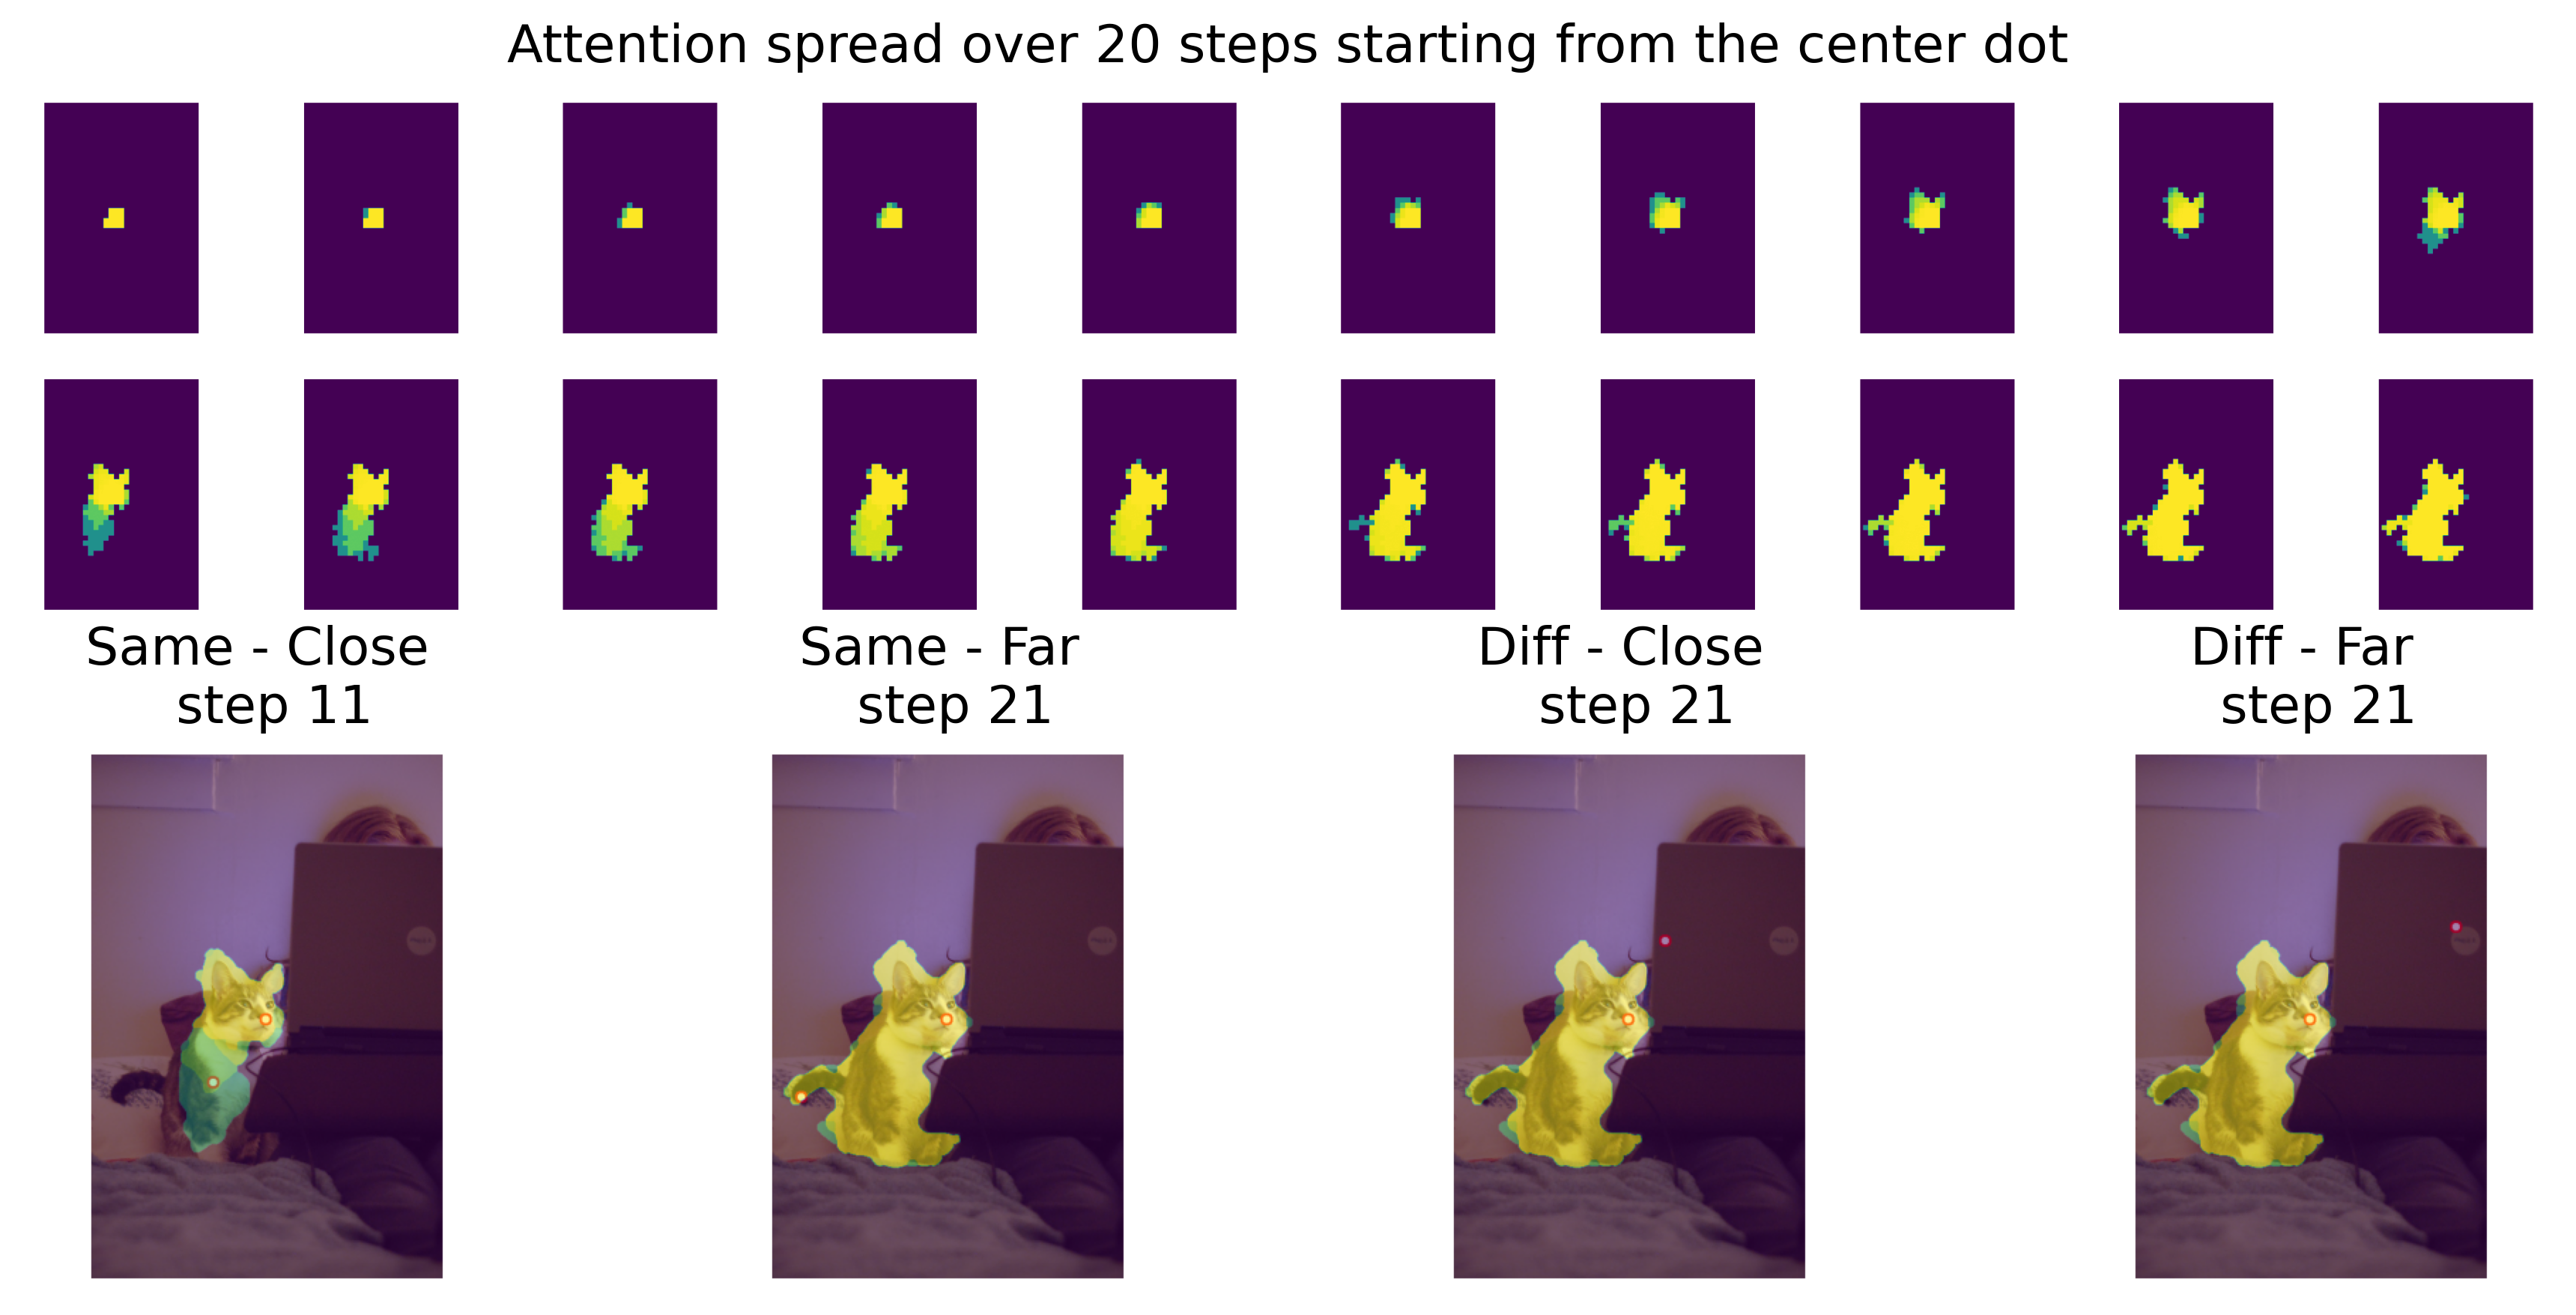 Attention spread over 20 steps starting from the center dot
Same - Close
step 11
Same - Far
step 21
Diff - Close
step 21
Diff - Far
step 21